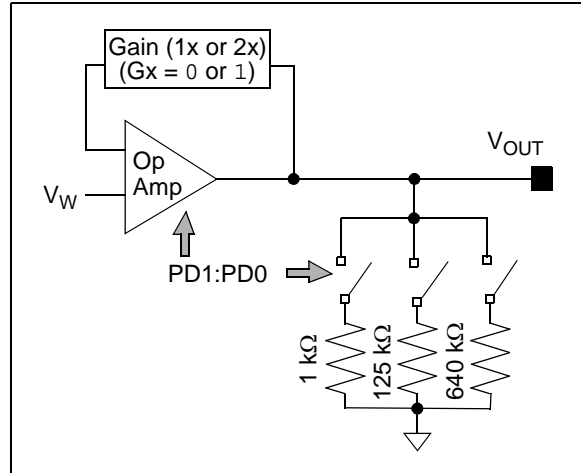 Gain (1x or 2x)
(Gx = 0 or 1)
Op
Amp
VW
VOUT
PD1:PD0
1 kΩ
125 kΩ
640 kΩ